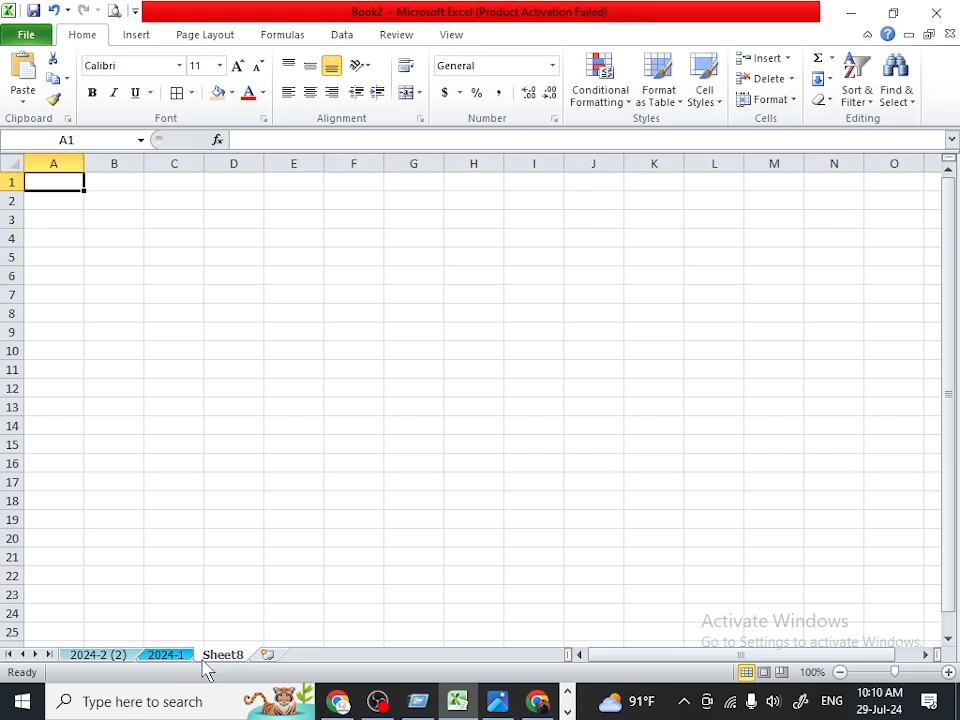 Book2 - Microsoft Excel (Product Activation Failed)
File Home Insert Page Layout Formulas Data Review View
Paste
Clipboard
Calibri 11
B I U A
Font
Alignment
General
$ % ,
Number
Conditional Formatting
Format as Table
Cell Styles
Styles
Insert
Delete
Format
Cells
Σ
Sort & Filter
Find & Select
Editing
A1 fx
A B C D E F G H I J K L M N O
1
2
3
4
5
6
7
8
9
10
11
12
13
14
15
16
17
18
19
20
21
22
23
24
25
Activate Windows
Go to Settings to activate Windows.
2024-2 (2) 2024-1 Sheet8
Ready 100%
Type here to search 91°F ENG 10:10 AM
29-Jul-24